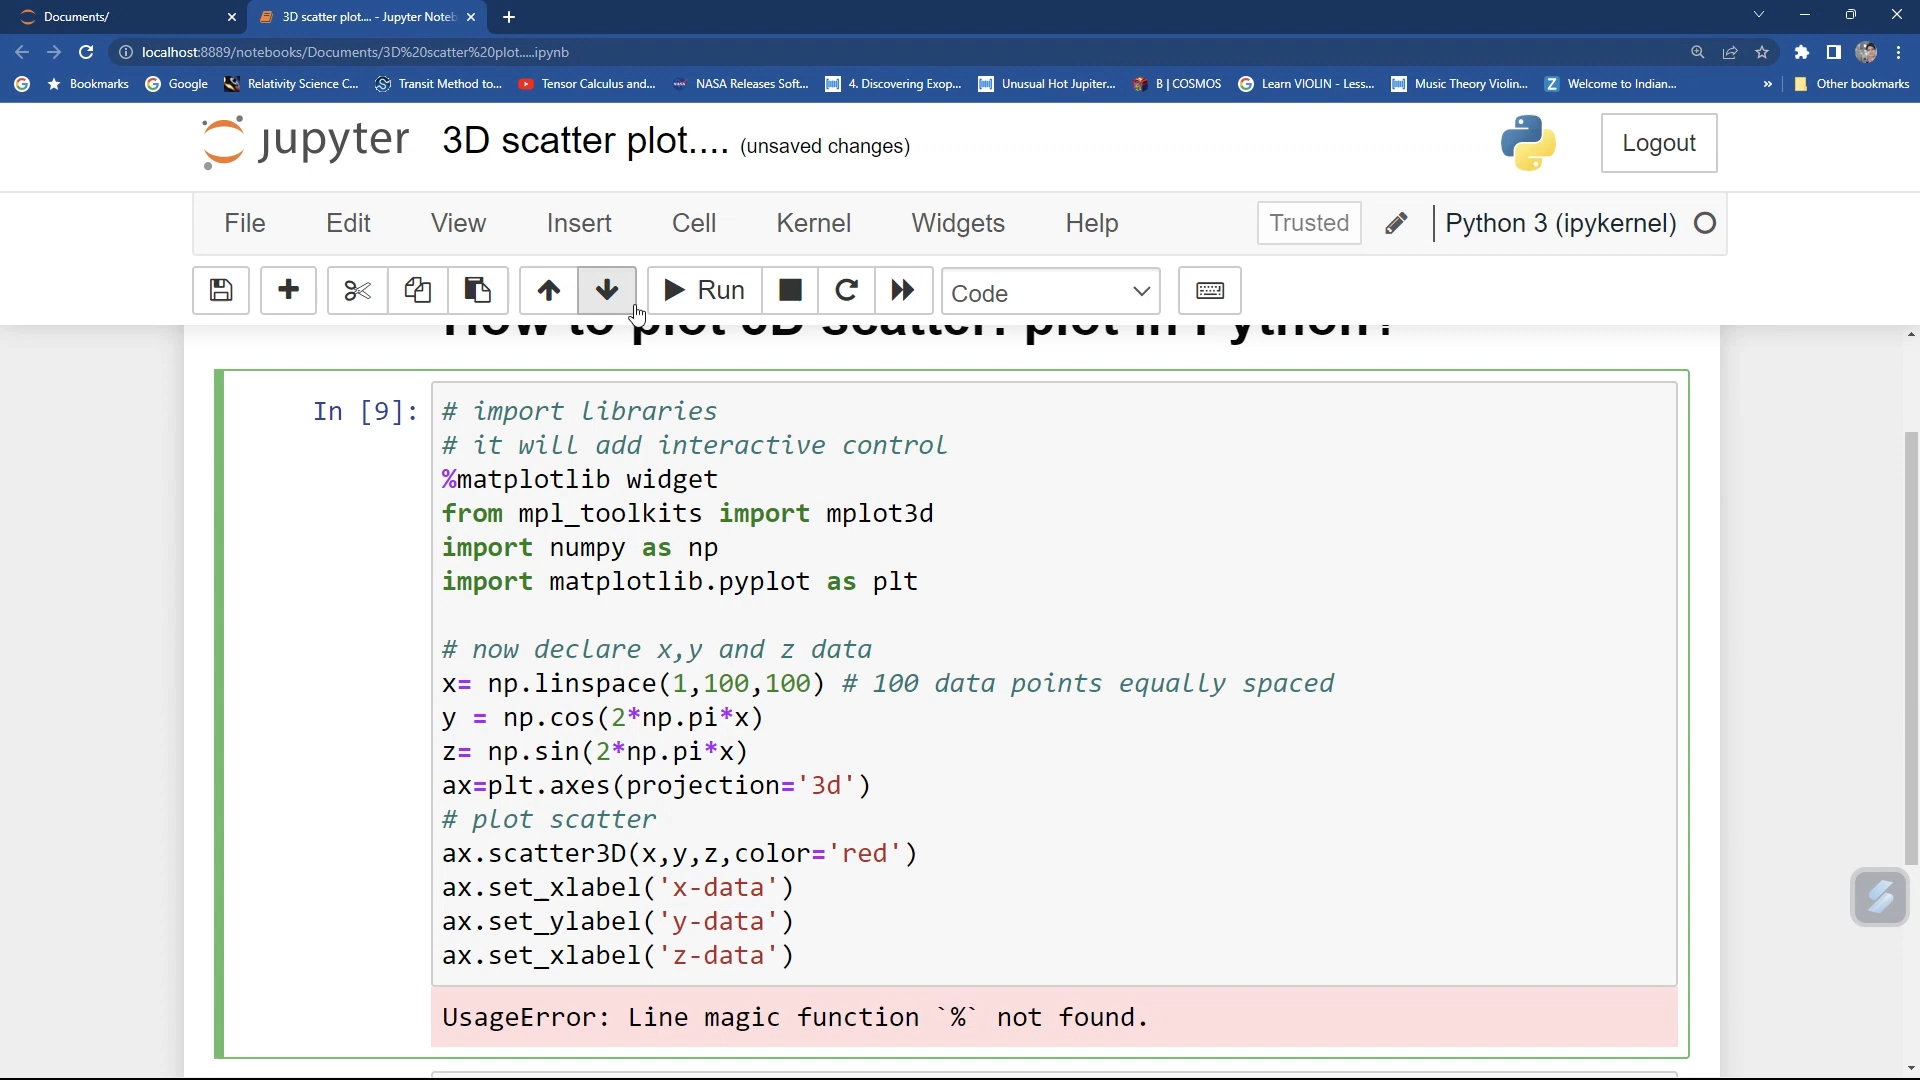 Documents/
3D scatter plot.... - Jupyter Noteb
localhost:8889/notebooks/Documents/3D%20scatter%20plot.....ipynb
Bookmarks Google Relativity Science C... Transit Method to... Tensor Calculus and... NASA Releases Soft... 4. Discovering Exop... Unusual Hot Jupiter... B | COSMOS Learn VIOLIN - Less... Music Theory Violin... Welcome to Indian... » Other bookmarks
jupyter 3D scatter plot.... (unsaved changes) Logout
File Edit View Insert Cell Kernel Widgets Help Trusted Python 3 (ipykernel)
Run Code
How to plot 3D scatter: plot in Python?
In [9]:
# import libraries
# it will add interactive control
%matplotlib widget
from mpl_toolkits import mplot3d
import numpy as np
import matplotlib.pyplot as plt
# now declare x,y and z data
x= np.linspace(1,100,100) # 100 data points equally spaced
y = np.cos(2*np.pi*x)
z= np.sin(2*np.pi*x)
ax=plt.axes(projection='3d')
# plot scatter
ax.scatter3D(x,y,z,color='red')
ax.set_xlabel('x-data')
ax.set_ylabel('y-data')
ax.set_xlabel('z-data')
UsageError: Line magic function `%` not found.